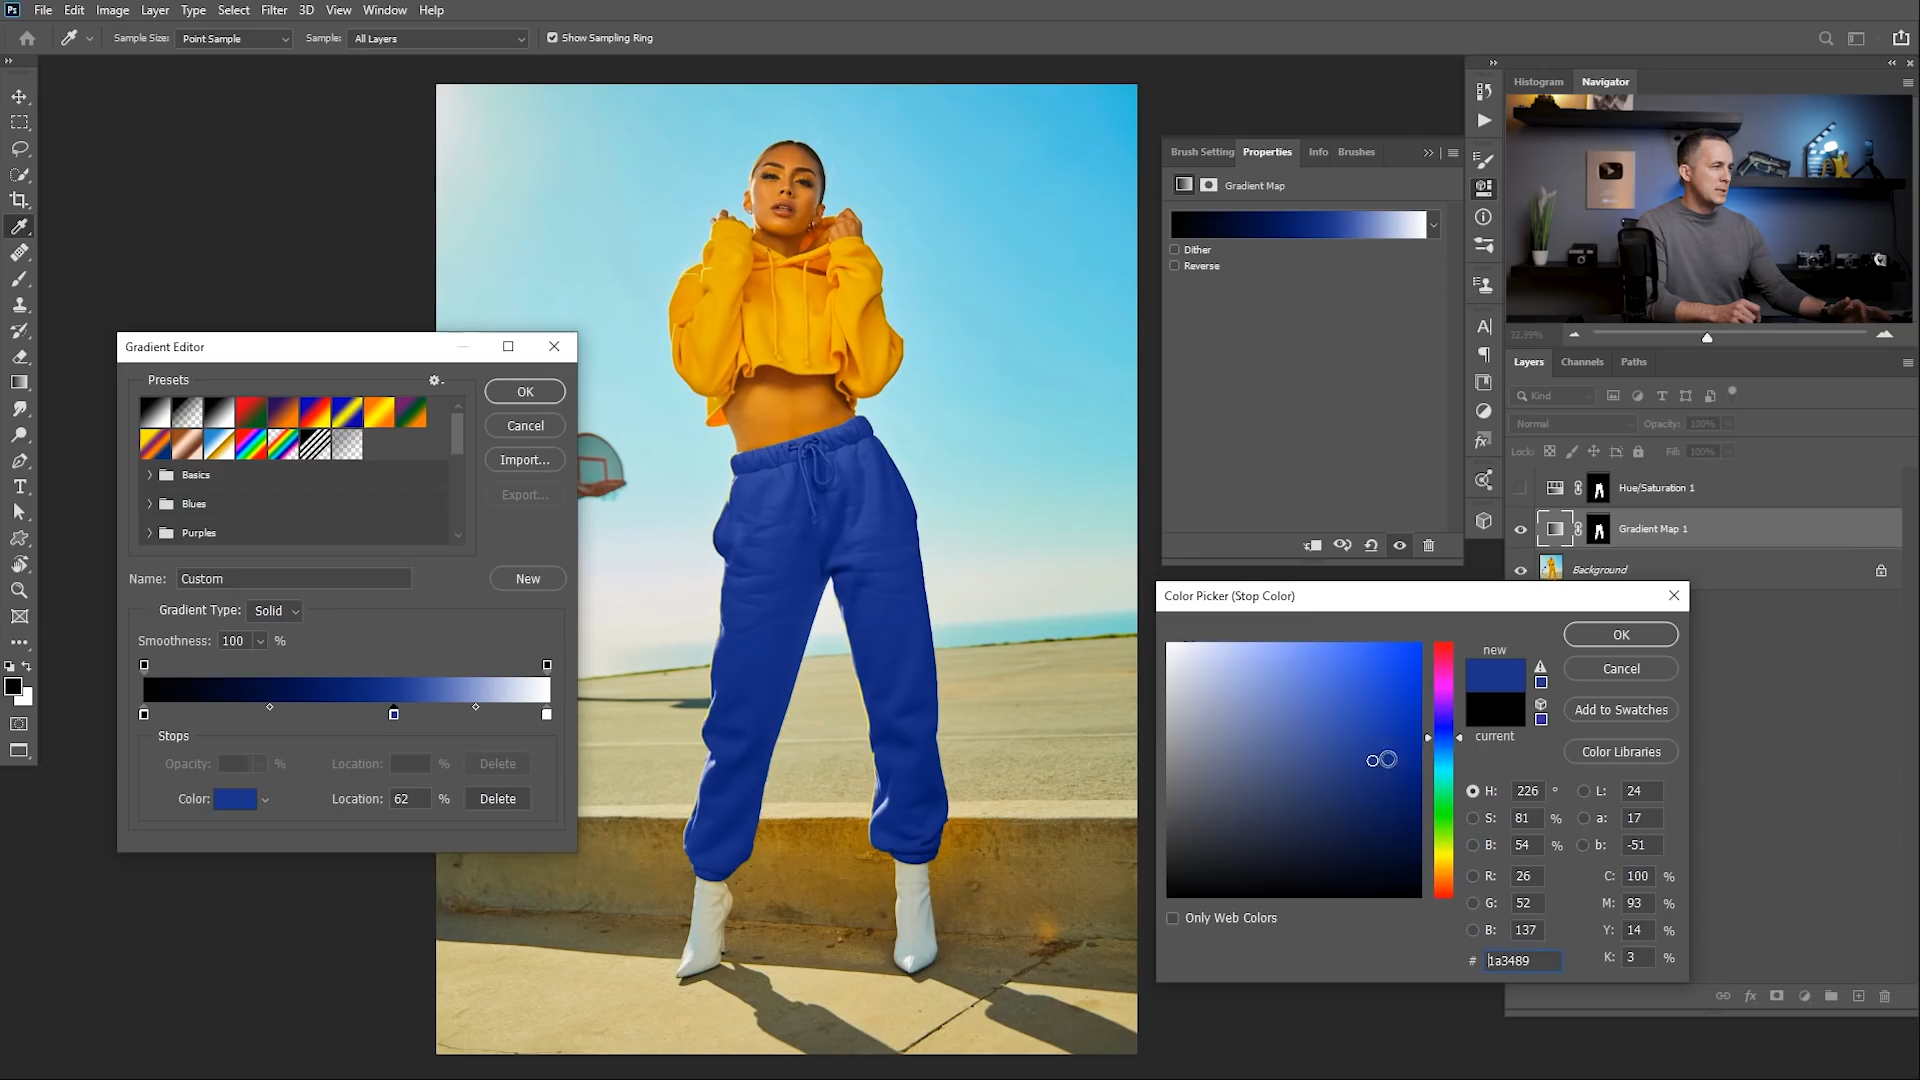 Ps File Edit Image Layer Type Select Filter 3D View Window Help
Sample Size: Point Sample Sample: All Layers Show Sampling Ring
Histogram Navigator
32.99%
Brush Setting Properties Info Brushes
Gradient Map
Dither
Reverse
Gradient Editor
Presets
OK
Cancel
Import...
Export...
Basics
Blues
Purples
Name: Custom New
Gradient Type: Solid
Smoothness: 100 %
Stops
Opacity: % Location: % Delete
Color: Location: 62 % Delete
Layers Channels Paths
Kind
Normal Opacity: 100%
Lock: Fill: 100%
Hue/Saturation 1
Gradient Map 1
Background
Color Picker (Stop Color)
new
current
OK
Cancel
Add to Swatches
Color Libraries
H: 226 ° L: 24
S: 81 % a: 17
B: 54 % b: -51
R: 26 C: 100 %
G: 52 M: 93 %
B: 137 Y: 14 %
# 1a3489 K: 3 %
Only Web Colors